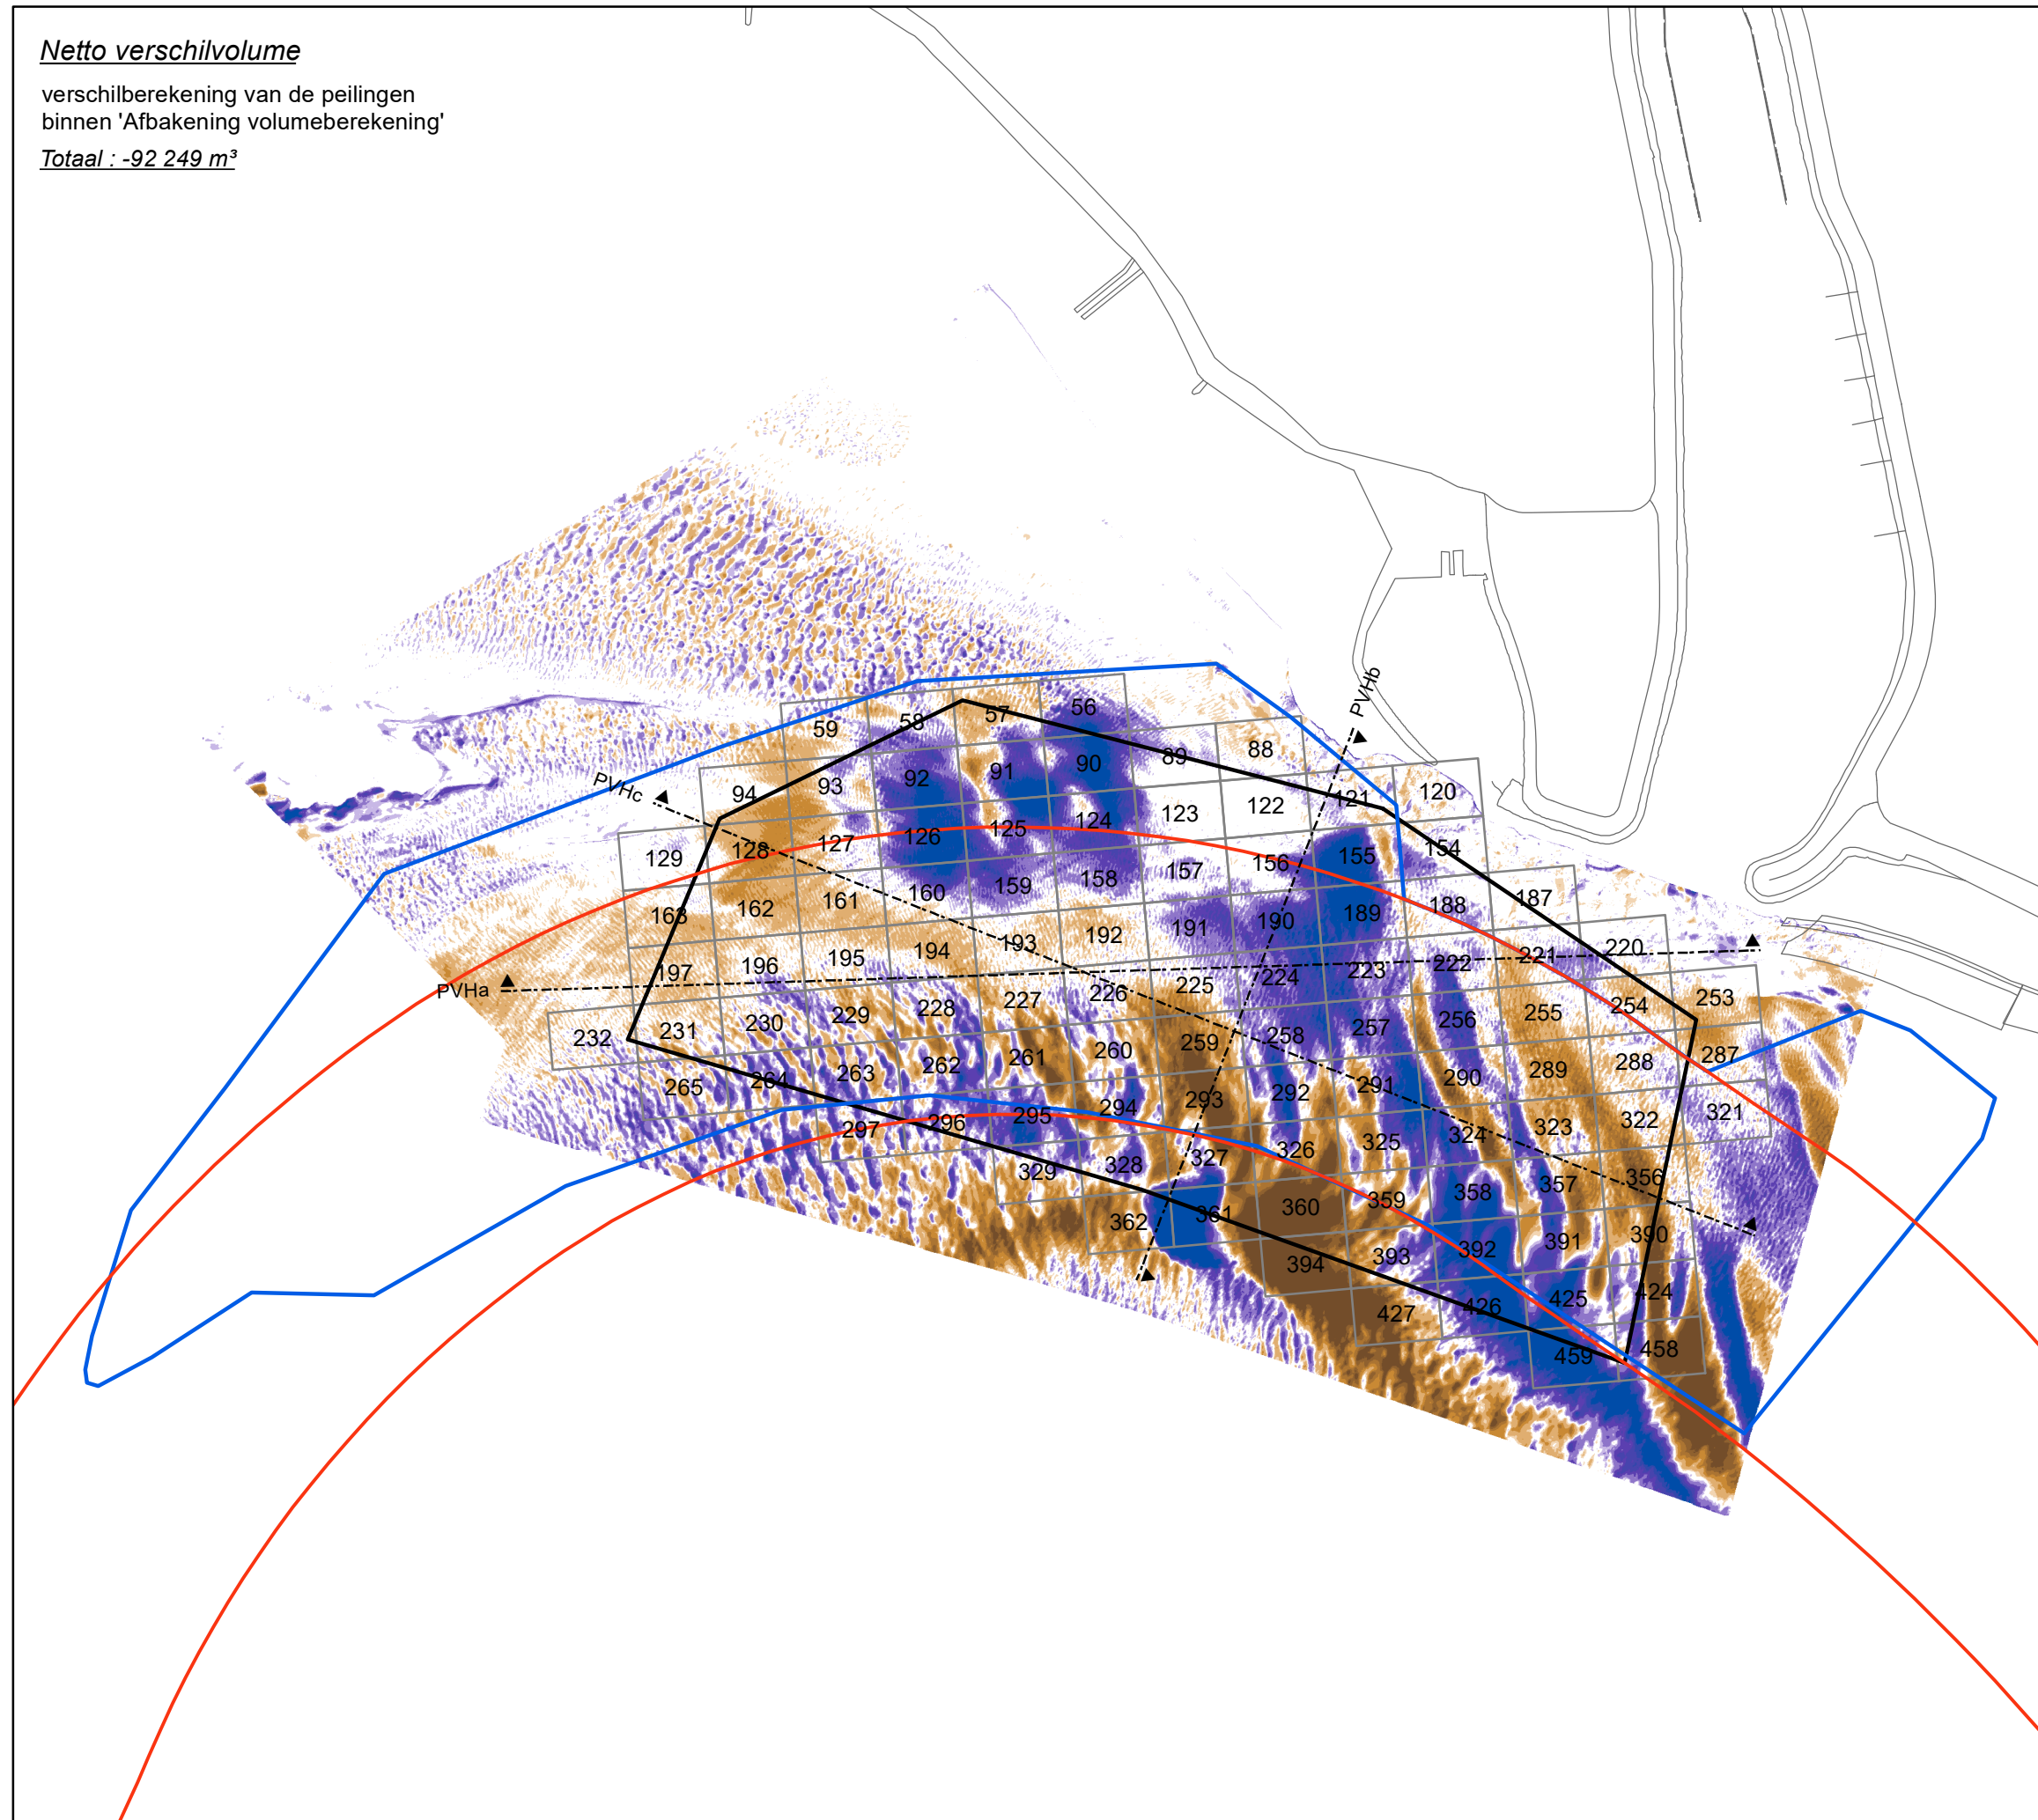 Netto verschilvolume
verschilberekening van de peilingen
binnen 'Afbakening volumeberekening'
Totaal : -92 249 m³
PVHb
59 58 57 56
PVHc
94 93 92 91 90 89 88
129 128 127 126 125 124 123 122 121 120
163 162 161 160 159 158 157 156 155 154
PVHa
197 196 195 194 193 192 191 190 189 188 187
232 231 230 229 228 227 226 225 224 223 222 221 220
265 264 263 262 261 260 259 258 257 256 255 254 253
297 296 295 294 293 292 291 290 289 288 287
329 328 327 326 325 324 323 322 321
362 361 360 359 358 357 356
394 393 392 391 390
427 426 425 424
459 458